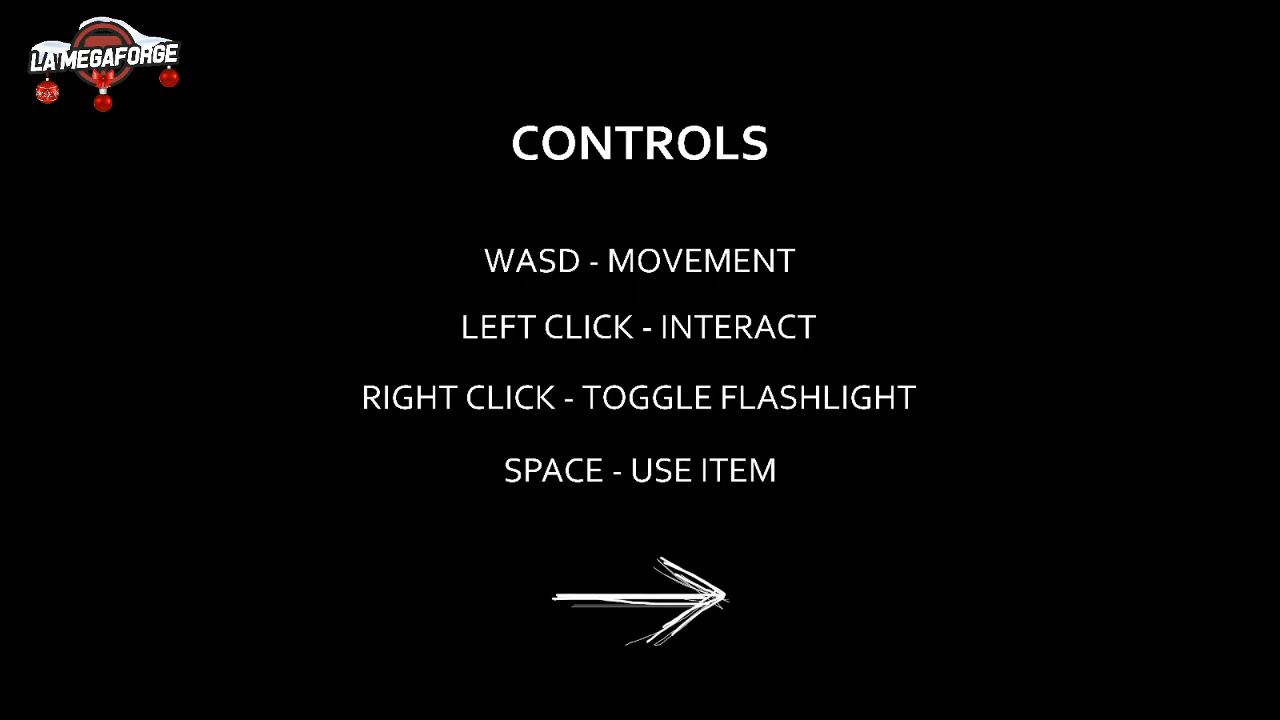 LA MEGAFORGE
CONTROLS
WASD - MOVEMENT
LEFT CLICK - INTERACT
RIGHT CLICK - TOGGLE FLASHLIGHT
SPACE - USE ITEM